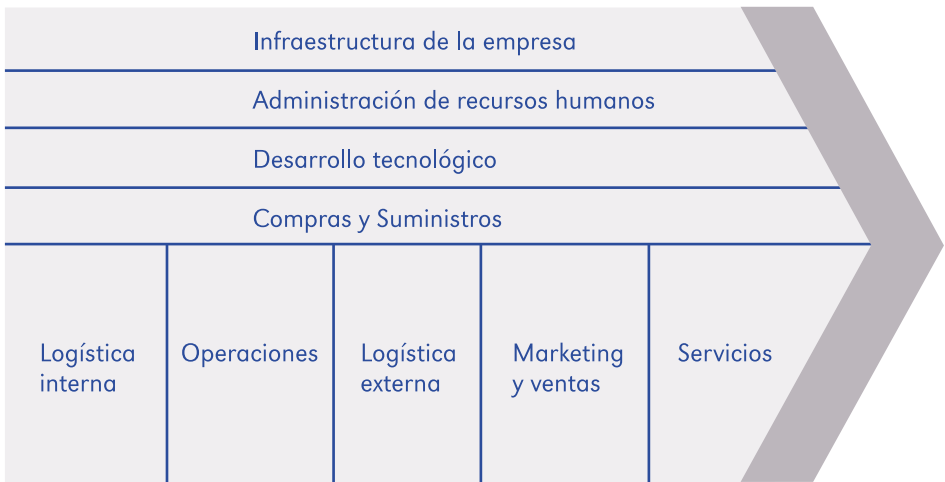 Infraestructura de la empresa
Administración de recursos humanos
Desarrollo tecnológico
Compras y Suministros
Logística
interna
Operaciones
Logística
externa
Marketing
y ventas
Servicios